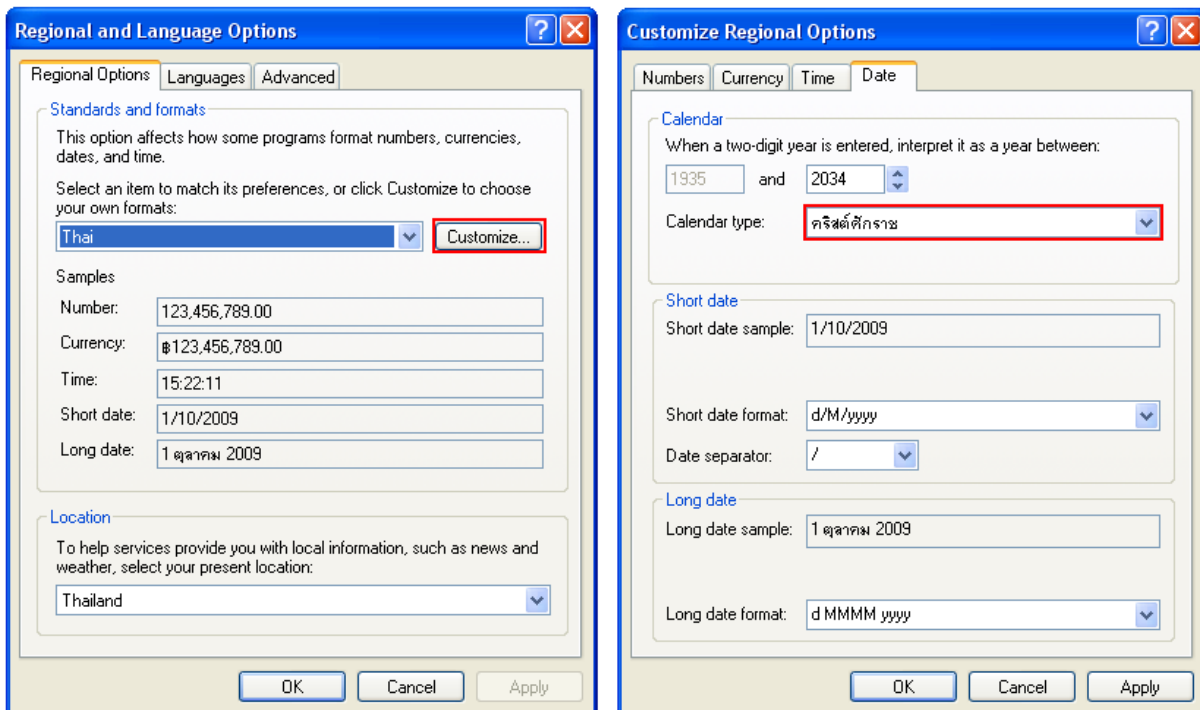 Regional and Language Options
Regional Options Languages Advanced
Standards and formats
This option affects how some programs format numbers, currencies,
dates, and time.
Select an item to match its preferences, or click Customize to choose
your own formats:
Thai
Customize...
Samples
Number: 123,456,789.00
Currency: ฿123,456,789.00
Time: 15:22:11
Short date: 1/10/2009
Long date: 1 ตุลาคม 2009
Location
To help services provide you with local information, such as news and
weather, select your present location:
Thailand
OK Cancel Apply
Customize Regional Options
Numbers Currency Time Date
Calendar
When a two-digit year is entered, interpret it as a year between:
1935 and 2034
Calendar type: คริสต์ศักราช
Short date
Short date sample: 1/10/2009
Short date format: d/M/yyyy
Date separator: /
Long date
Long date sample: 1 ตุลาคม 2009
Long date format: d MMMM yyyy
OK Cancel Apply